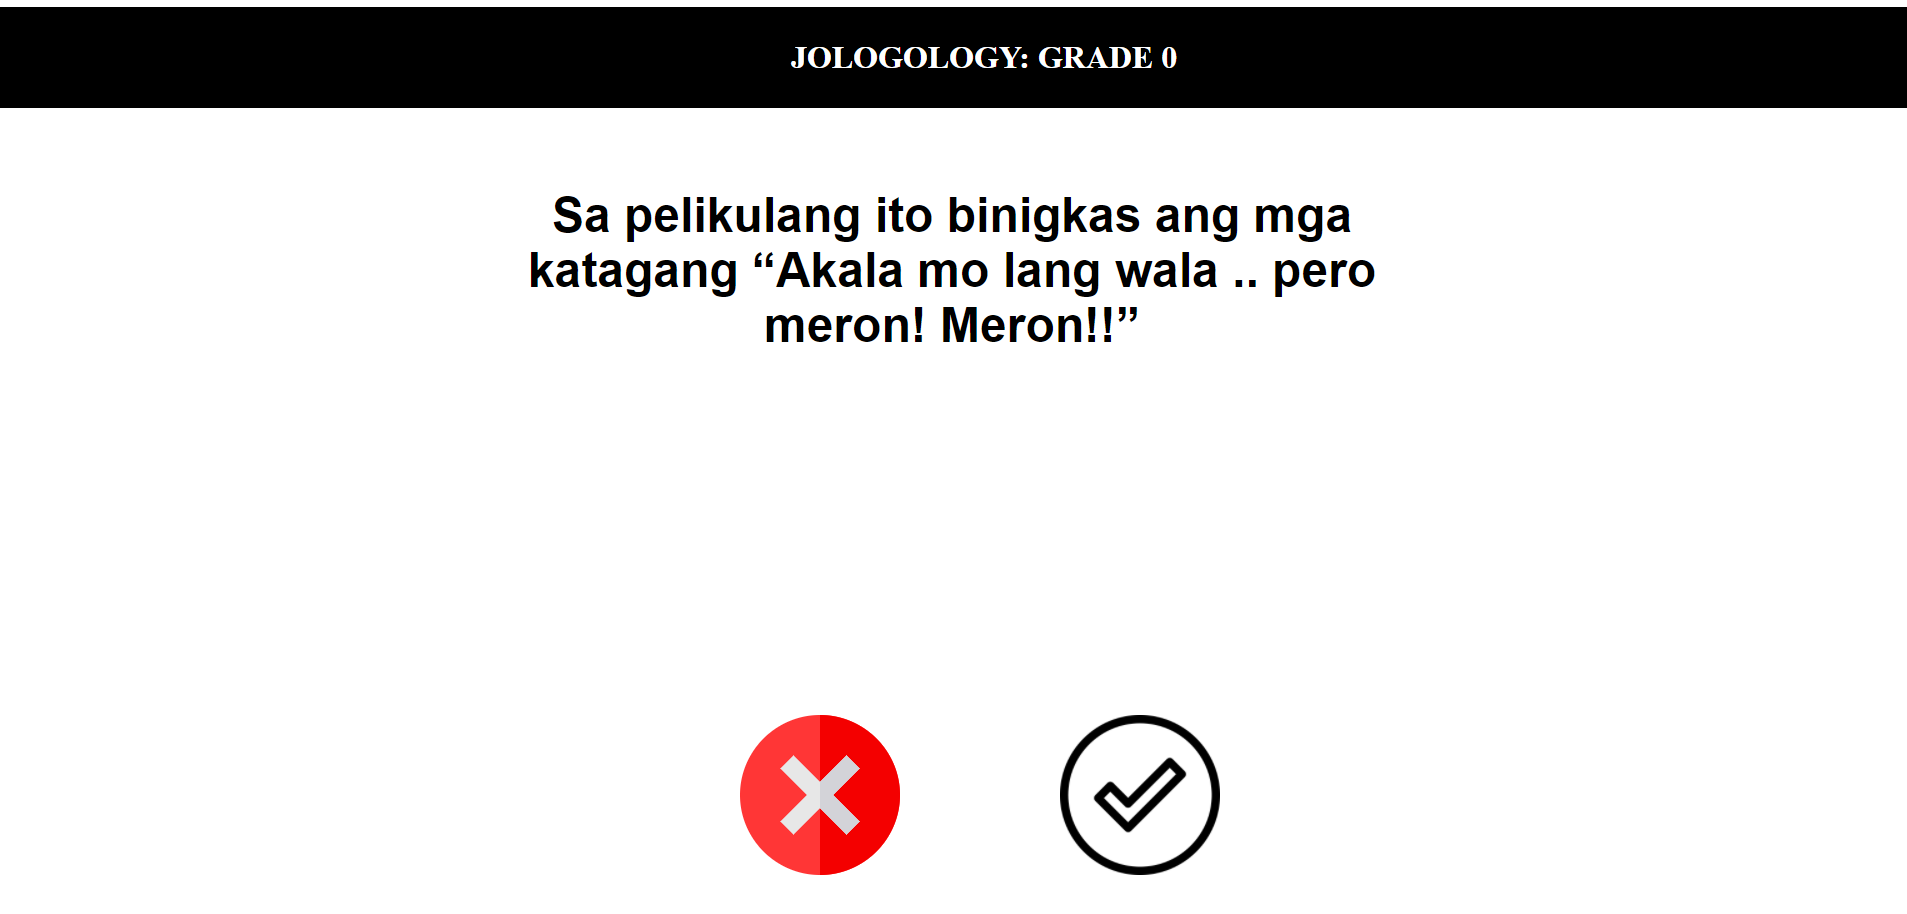 JOLOGOLOGY: GRADE 0
Sa pelikulang ito binigkas ang mga
katagang “Akala mo lang wala .. pero
meron! Meron!!”